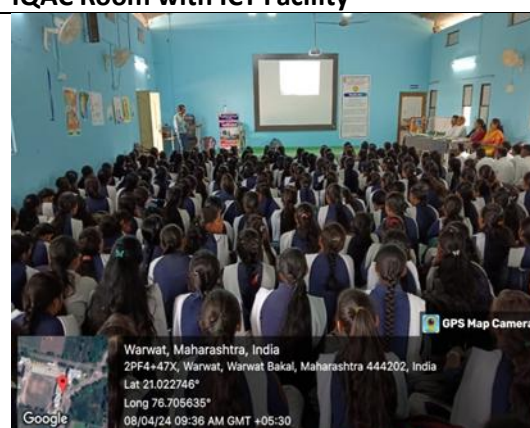 IQAC Room with ICT Facility
GPS Map Camera
Warwat, Maharashtra, India
2PF4+47X, Warwat, Warwat Bakal, Maharashtra 444202, India
Lat 21.022746°
Long 76.705635°
08/04/24 09:36 AM GMT +05:30
Google